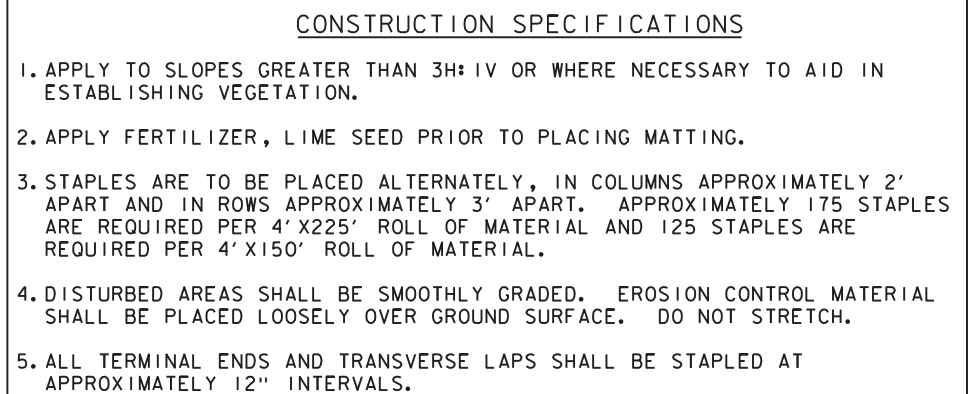 CONSTRUCTION SPECIFICATIONS
1. APPLY TO SLOPES GREATER THAN 3H:1V OR WHERE NECESSARY TO AID IN
ESTABLISHING VEGETATION.
2. APPLY FERTILIZER, LIME SEED PRIOR TO PLACING MATTING.
3. STAPLES ARE TO BE PLACED ALTERNATELY, IN COLUMNS APPROXIMATELY 2'
APART AND IN ROWS APPROXIMATELY 3' APART. APPROXIMATELY 175 STAPLES
ARE REQUIRED PER 4'X225' ROLL OF MATERIAL AND 125 STAPLES ARE
REQUIRED PER 4'X150' ROLL OF MATERIAL.
4. DISTURBED AREAS SHALL BE SMOOTHLY GRADED. EROSION CONTROL MATERIAL
SHALL BE PLACED LOOSELY OVER GROUND SURFACE. DO NOT STRETCH.
5. ALL TERMINAL ENDS AND TRANSVERSE LAPS SHALL BE STAPLED AT
APPROXIMATELY 12" INTERVALS.